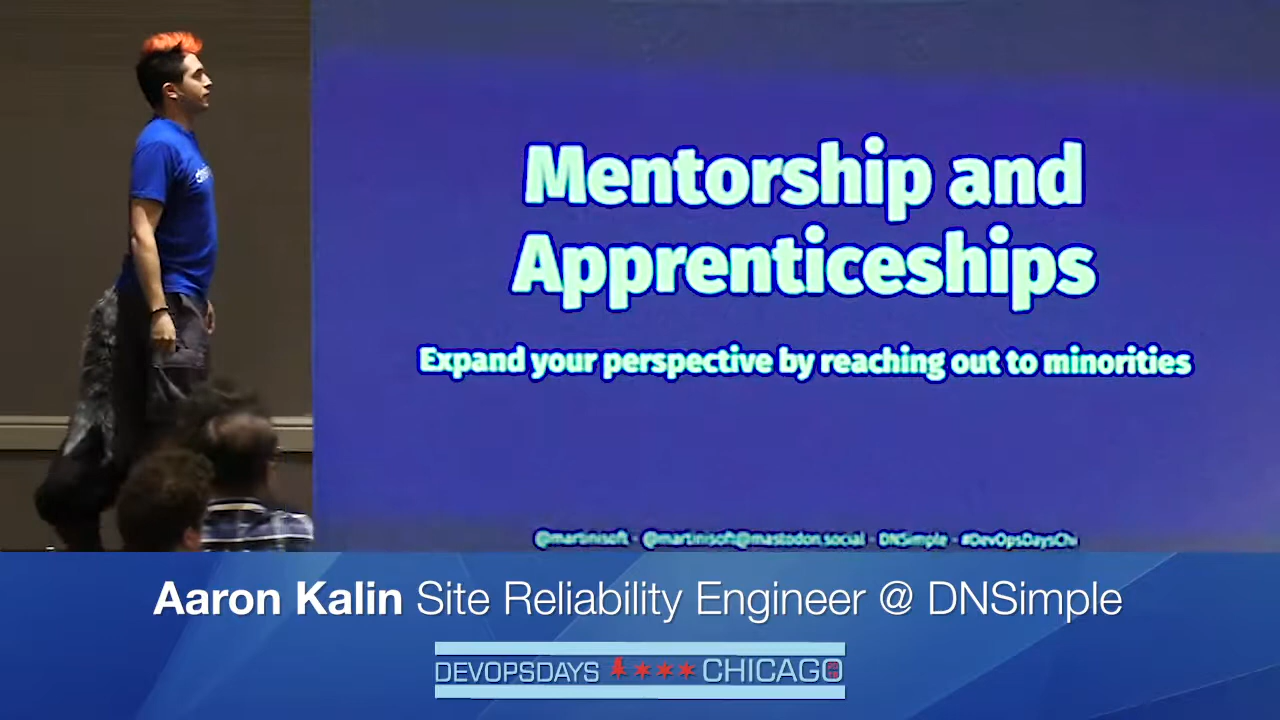 Mentorship and
Apprenticeships
Expand your perspective by reaching out to minorities
@martinisoft - @martinisoft@mastodon.social - DNSimple - #DevOpsDaysChi
Aaron Kalin Site Reliability Engineer @ DNSimple
DEVOPSDAYS CHICAGO